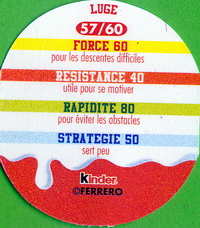 LUGE
57/60
FORCE 60
pour les descentes difficiles
RESISTANCE 40
utile pour se motiver
RAPIDITE 80
pour éviter les obstacles
STRATEGIE 50
sert peu
Kinder
©FERRERO